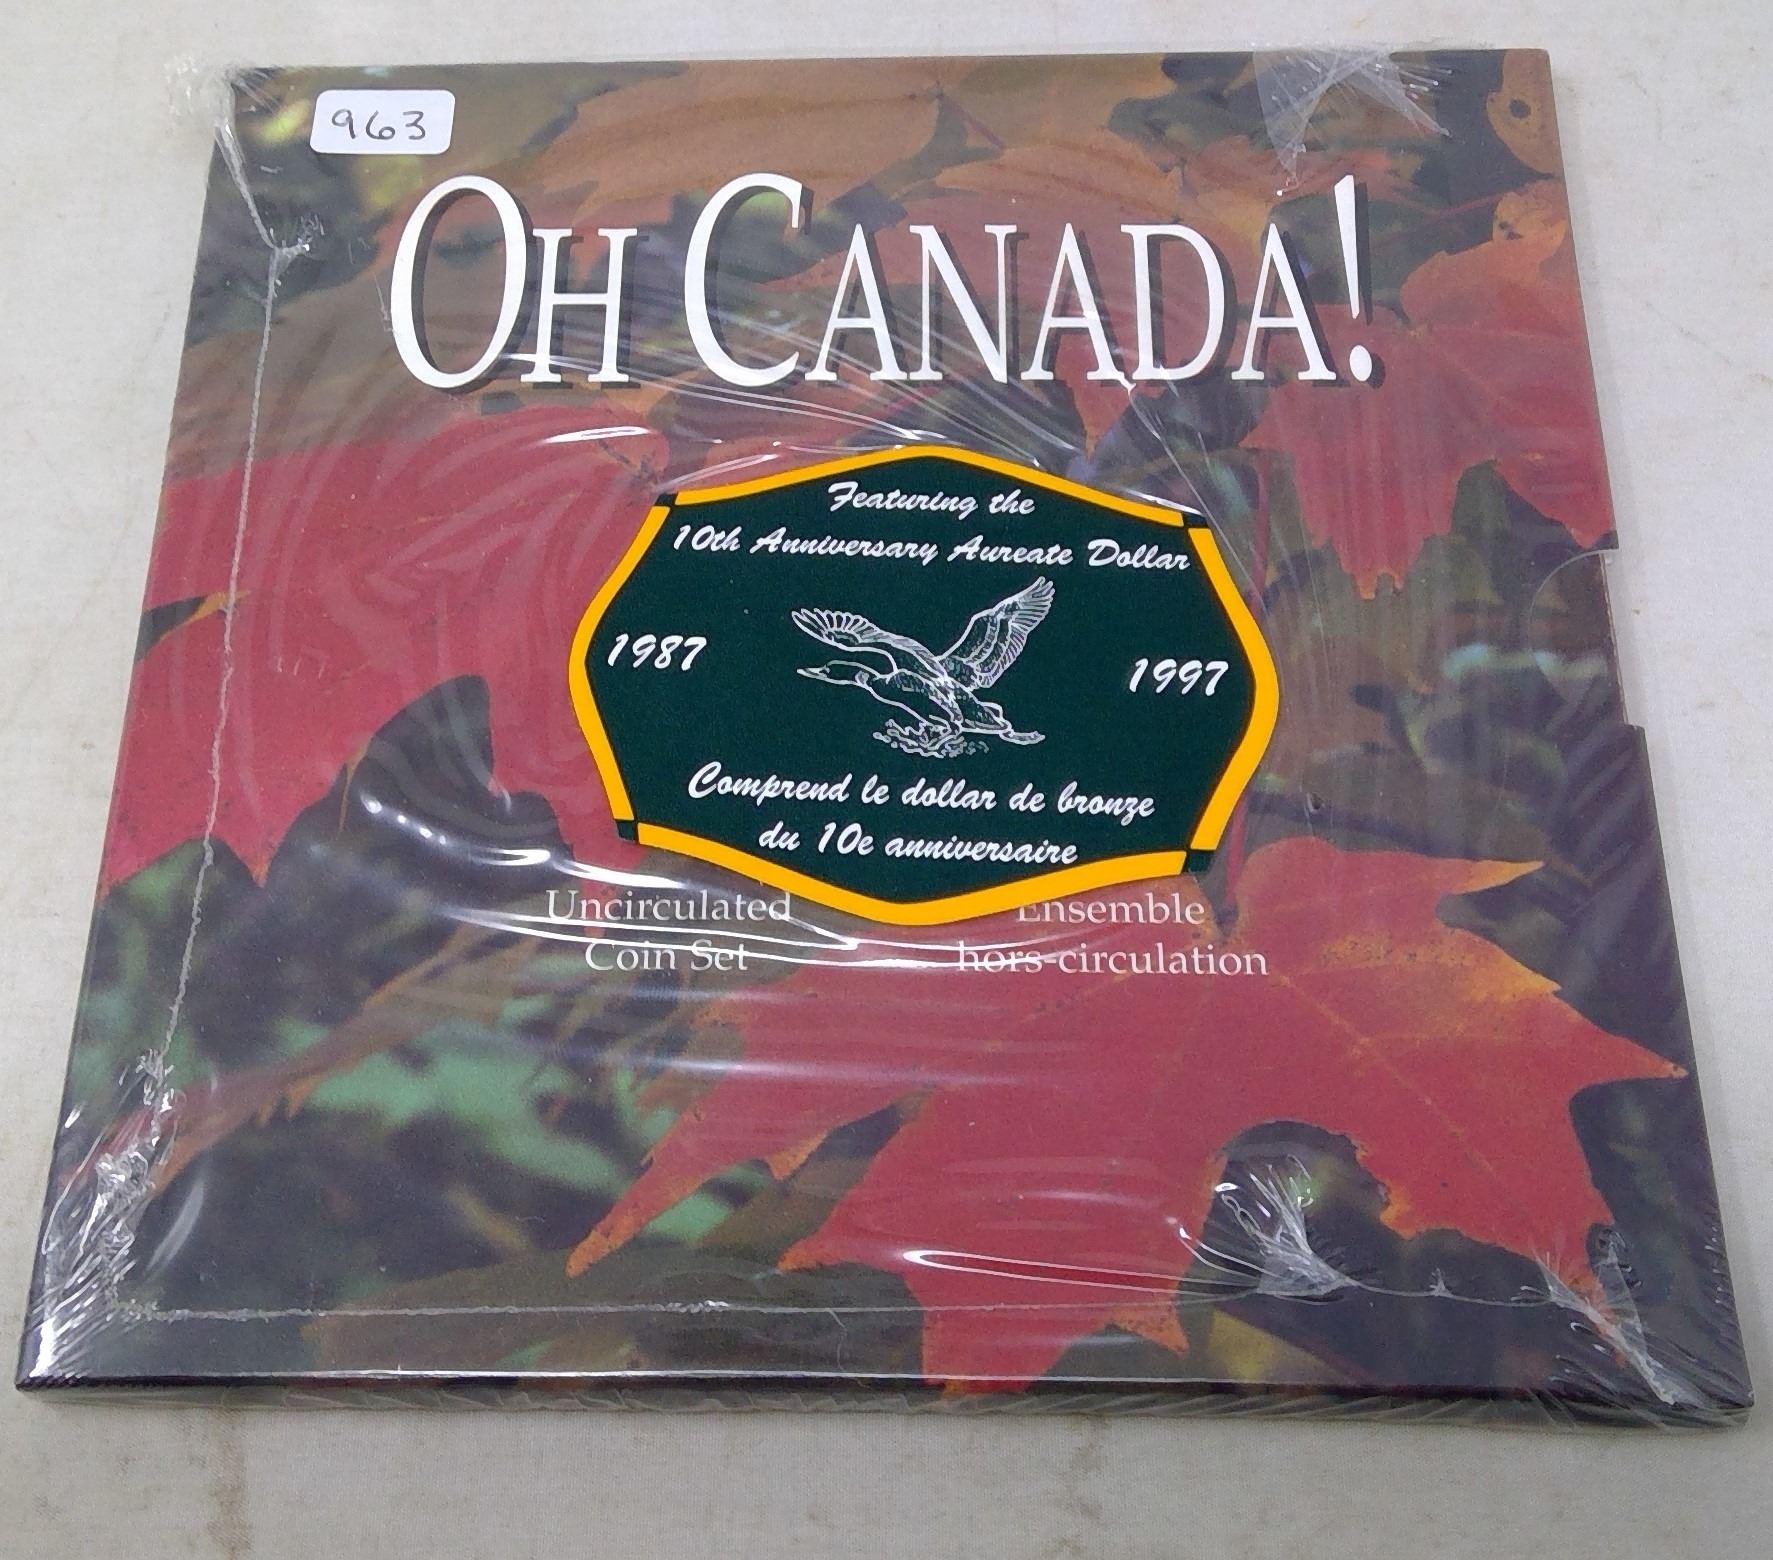 963
OH CANADA!
Featuring the
10th Anniversary Aureate Dollar
1987
1997
Comprend le dollar de bronze
du 10e anniversaire
Uncirculated
Coin Set
Ensemble
hors-circulation